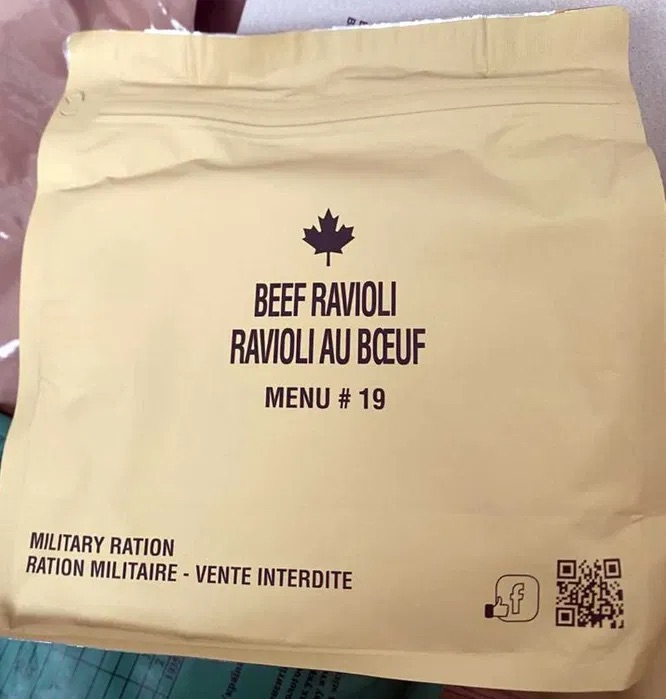 BEEF RAVIOLI
RAVIOLI AU BŒUF
MENU # 19
MILITARY RATION
RATION MILITAIRE - VENTE INTERDITE
f